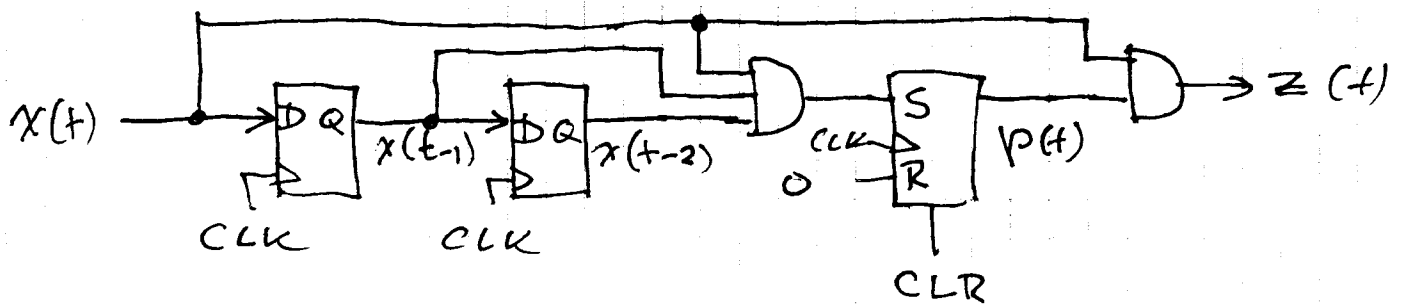 x(t)
D Q
CLK
x(t-1)
D Q
CLK
x(t-2)
S
CLK
R
0
CLR
p(t)
z(t)